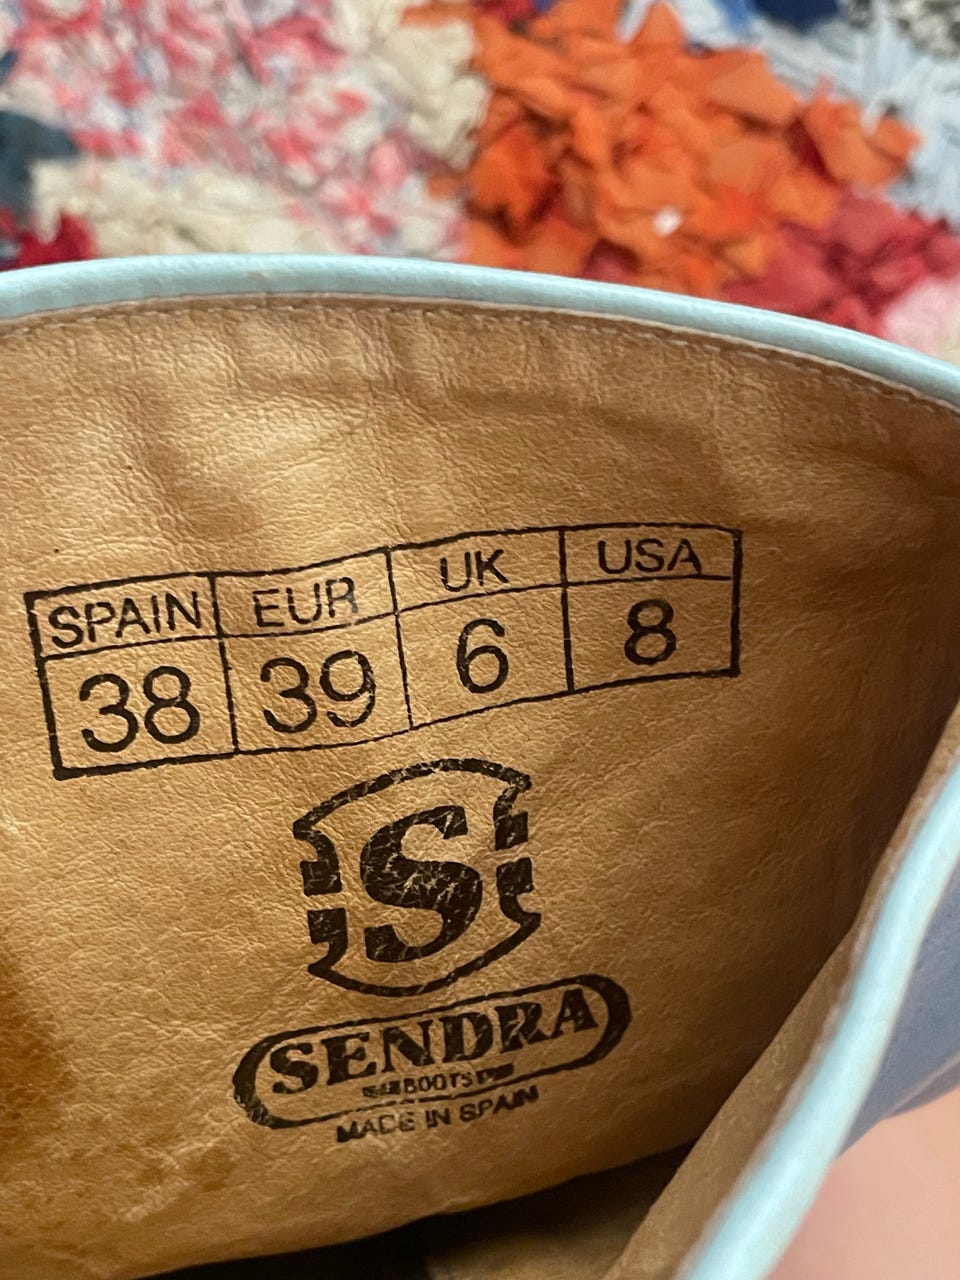 SPAIN EUR UK USA
38 39 6 8
S
SENDRA
BOOTS
MADE IN SPAIN